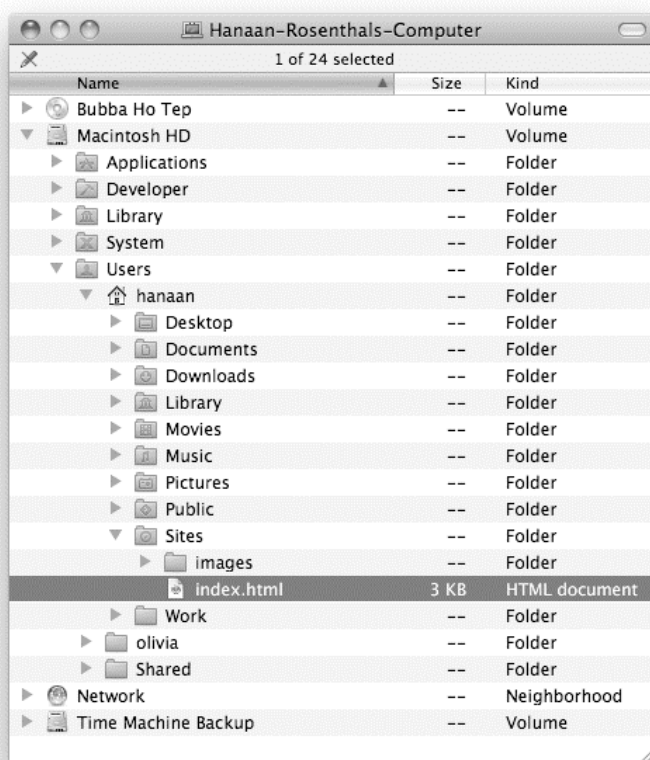 Hanaan-Rosenthals-Computer
1 of 24 selected
Name Size Kind
Bubba Ho Tep -- Volume
Macintosh HD -- Volume
Applications -- Folder
Developer -- Folder
Library -- Folder
System -- Folder
Users -- Folder
hanaan -- Folder
Desktop -- Folder
Documents -- Folder
Downloads -- Folder
Library -- Folder
Movies -- Folder
Music -- Folder
Pictures -- Folder
Public -- Folder
Sites -- Folder
images -- Folder
index.html 3 KB HTML document
Work -- Folder
olivia -- Folder
Shared -- Folder
Network -- Neighborhood
Time Machine Backup -- Volume